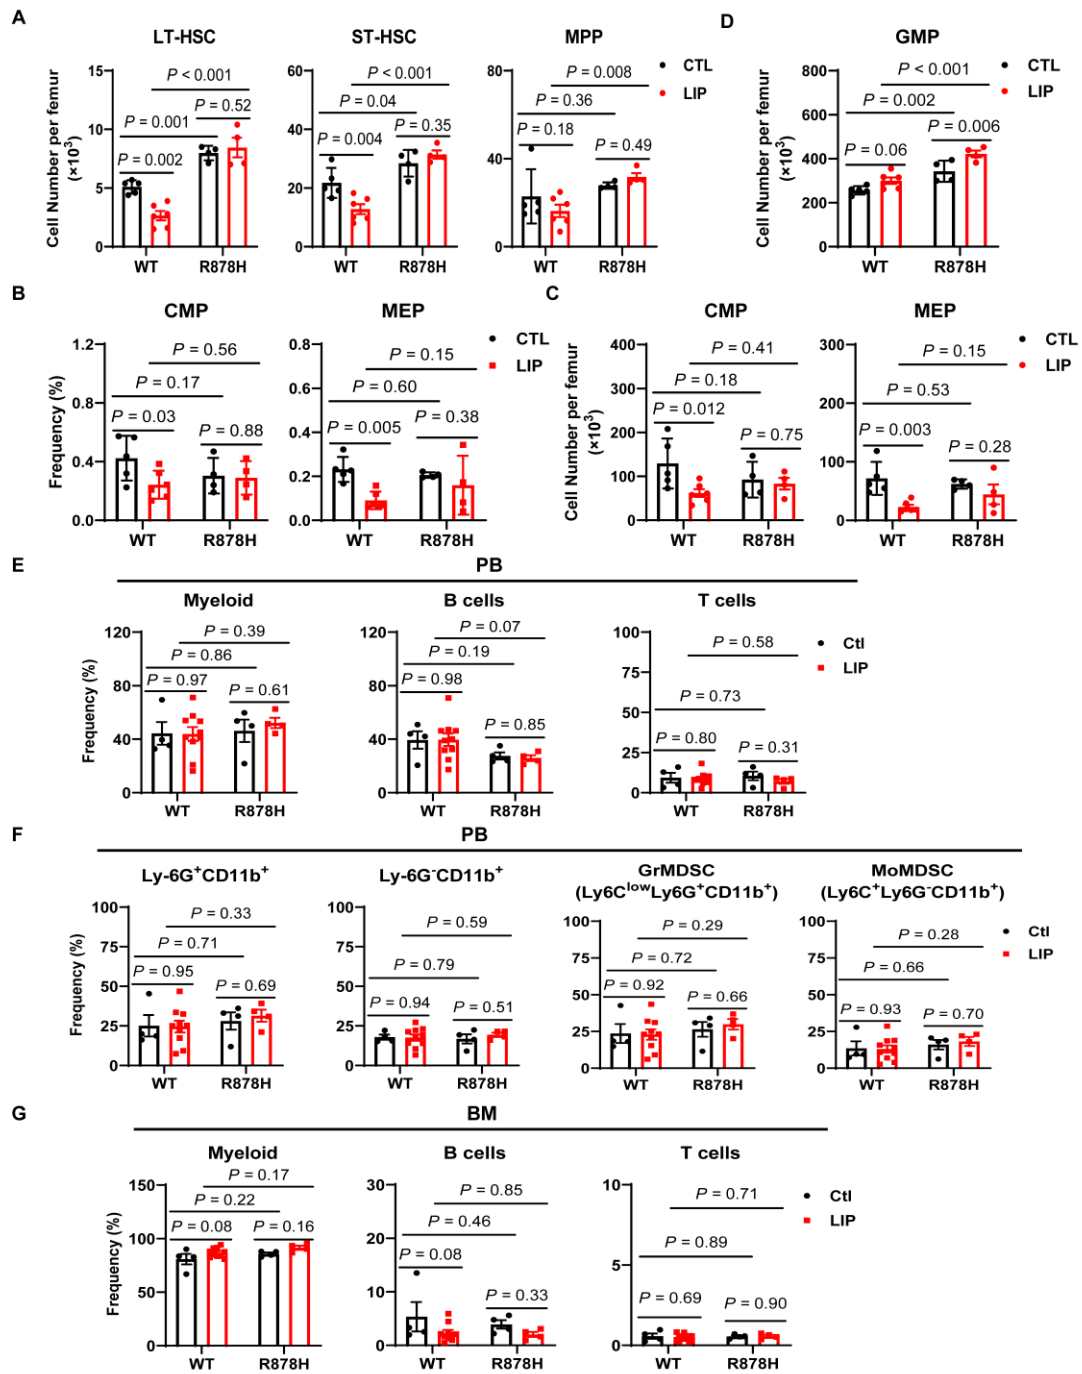 A
LT-HSC
ST-HSC
MPP
CTL
LIP
Cell Number per femur
(×10³)
15
10
5
0
P < 0.001
P = 0.52
P = 0.001
P = 0.002
WT
R878H
60
40
20
0
P < 0.001
P = 0.04
P = 0.35
P = 0.004
WT
R878H
80
40
0
P = 0.008
P = 0.36
P = 0.18
P = 0.49
WT
R878H
D
GMP
CTL
LIP
Cell Number per femur
(×10³)
800
600
400
200
0
P < 0.001
P = 0.002
P = 0.006
P = 0.06
WT
R878H
B
CMP
MEP
CTL
LIP
Frequency (%)
1.2
0.8
0.4
0.0
P = 0.56
P = 0.17
P = 0.03
P = 0.88
WT
R878H
0.8
0.6
0.4
0.2
0.0
P = 0.15
P = 0.60
P = 0.38
P = 0.005
WT
R878H
C
CMP
MEP
CTL
LIP
Cell Number per femur
(×10³)
400
300
200
100
0
P = 0.41
P = 0.18
P = 0.012
P = 0.75
WT
R878H
300
200
100
0
P = 0.15
P = 0.53
P = 0.003
P = 0.28
WT
R878H
E
PB
Myeloid
B cells
T cells
Ctl
LIP
Frequency (%)
120
80
40
0
P = 0.39
P = 0.86
P = 0.97
P = 0.61
WT
R878H
120
80
40
0
P = 0.07
P = 0.19
P = 0.98
P = 0.85
WT
R878H
100
75
50
25
0
P = 0.58
P = 0.73
P = 0.80
P = 0.31
WT
R878H
F
PB
Ly-6G⁺CD11b⁺
Ly-6G⁻CD11b⁺
GrMDSC
(Ly6CˡᵒʷLy6G⁺CD11b⁺)
MoMDSC
(Ly6C⁺Ly6G⁻CD11b⁺)
Ctl
LIP
Frequency (%)
100
75
50
25
0
P = 0.33
P = 0.71
P = 0.95
P = 0.69
WT
R878H
100
75
50
25
0
P = 0.59
P = 0.79
P = 0.94
P = 0.51
WT
R878H
100
75
50
25
0
P = 0.29
P = 0.72
P = 0.92
P = 0.66
WT
R878H
100
75
50
25
0
P = 0.28
P = 0.66
P = 0.93
P = 0.70
WT
R878H
G
BM
Myeloid
B cells
T cells
Ctl
LIP
Frequency (%)
150
100
50
0
P = 0.17
P = 0.22
P = 0.08
P = 0.16
WT
R878H
30
20
10
0
P = 0.85
P = 0.46
P = 0.08
P = 0.33
WT
R878H
10
5
0
P = 0.71
P = 0.89
P = 0.69
P = 0.90
WT
R878H